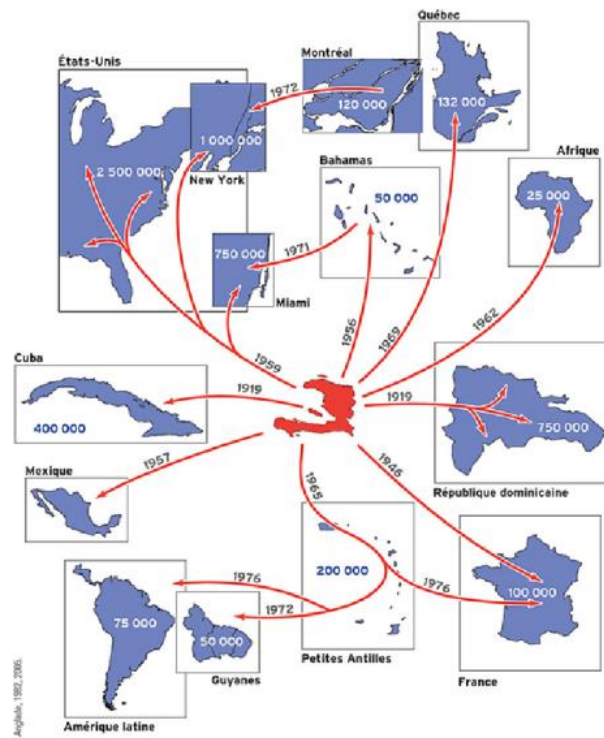 Québec
États-Unis
Montréal
1972
120 000
132 000
1 000 000
Afrique
2 500 000
New York
Bahamas
50 000
25 000
750 000
1971
Miami
1956
1969
1962
1959
Cuba
1919
400 000
1919
750 000
Mexique
1957
1965
1946
République dominicaine
200 000
1976
1976
100 000
75 000
1972
50 000
Guyanes
Petites Antilles
France
Amérique latine
Anglade, 1982, 2005.